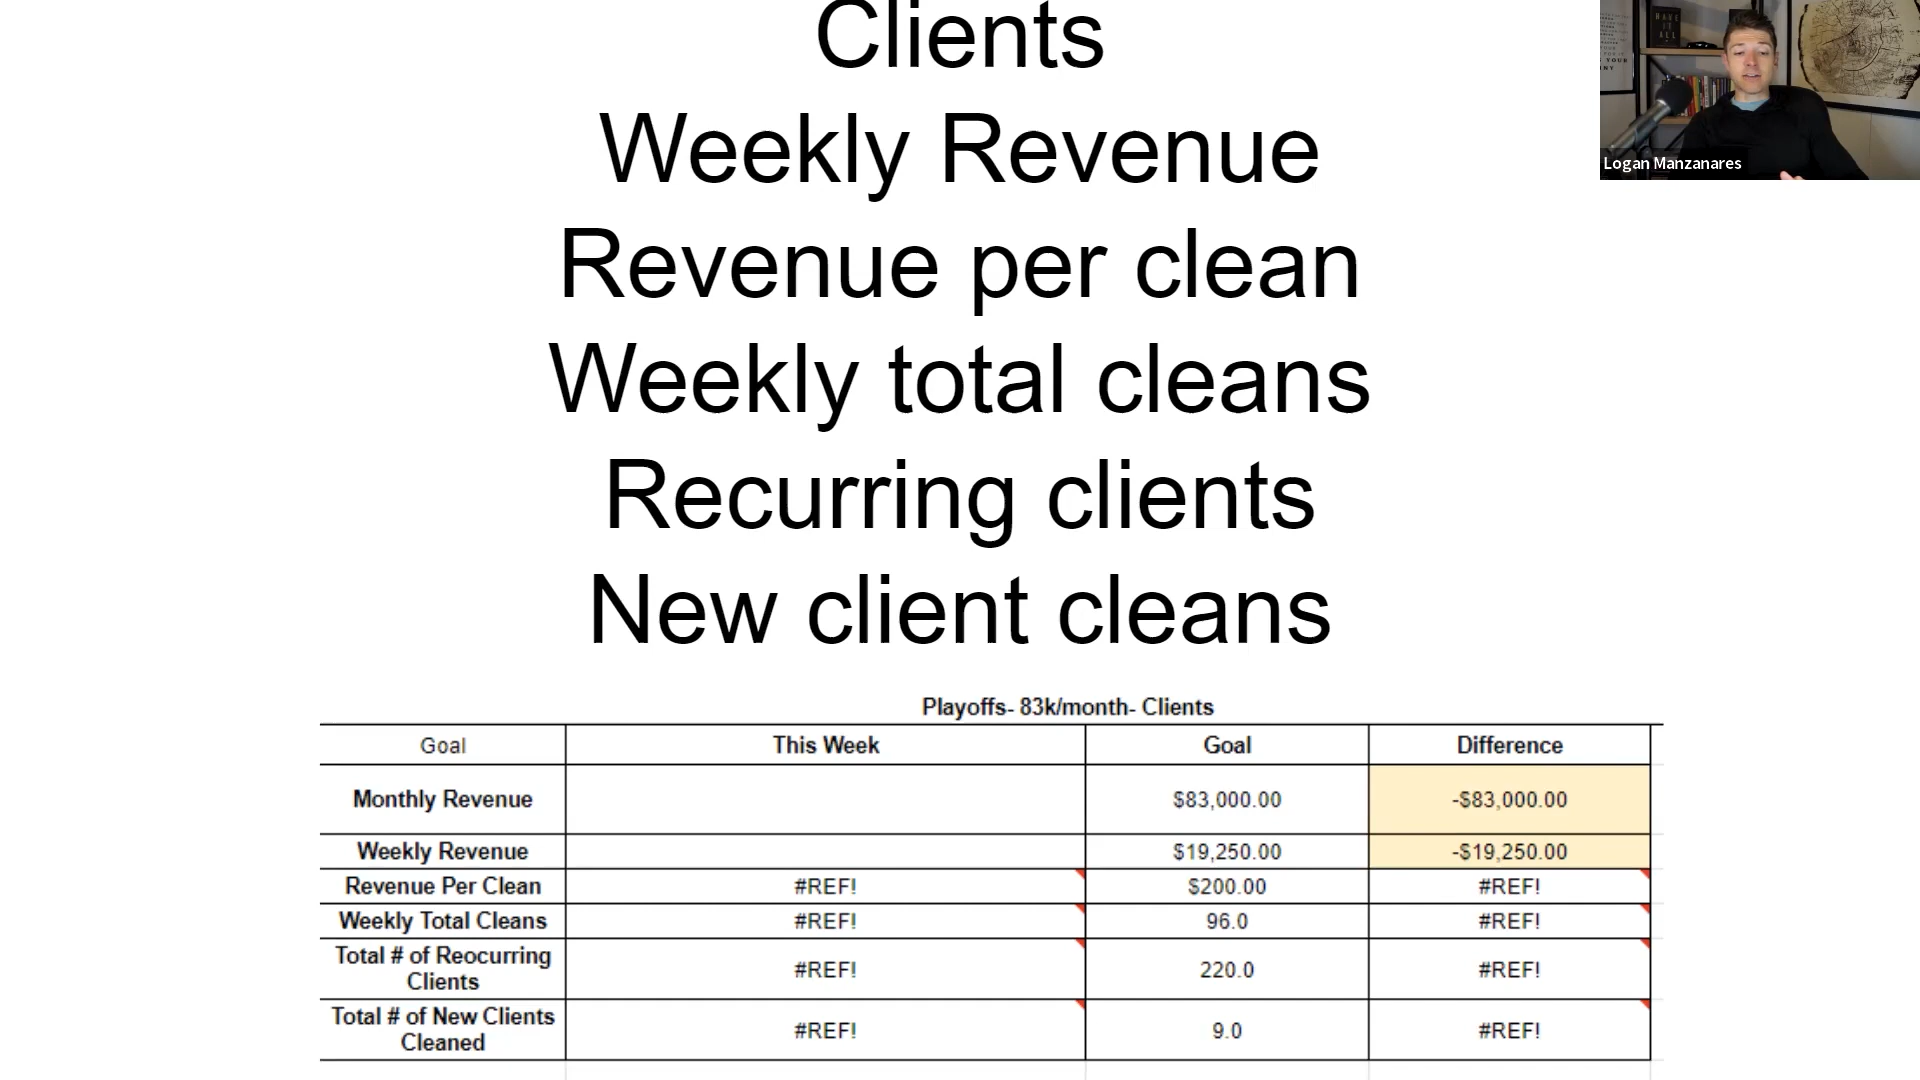 Clients
Weekly Revenue
Revenue per clean
Weekly total cleans
Recurring clients
New client cleans
Logan Manzanares
Playoffs- 83k/month- Clients
Goal This Week Goal Difference
Monthly Revenue $83,000.00 -$83,000.00
Weekly Revenue $19,250.00 -$19,250.00
Revenue Per Clean #REF! $200.00 #REF!
Weekly Total Cleans #REF! 96.0 #REF!
Total # of Reocurring
Clients #REF! 220.0 #REF!
Total # of New Clients
Cleaned #REF! 9.0 #REF!